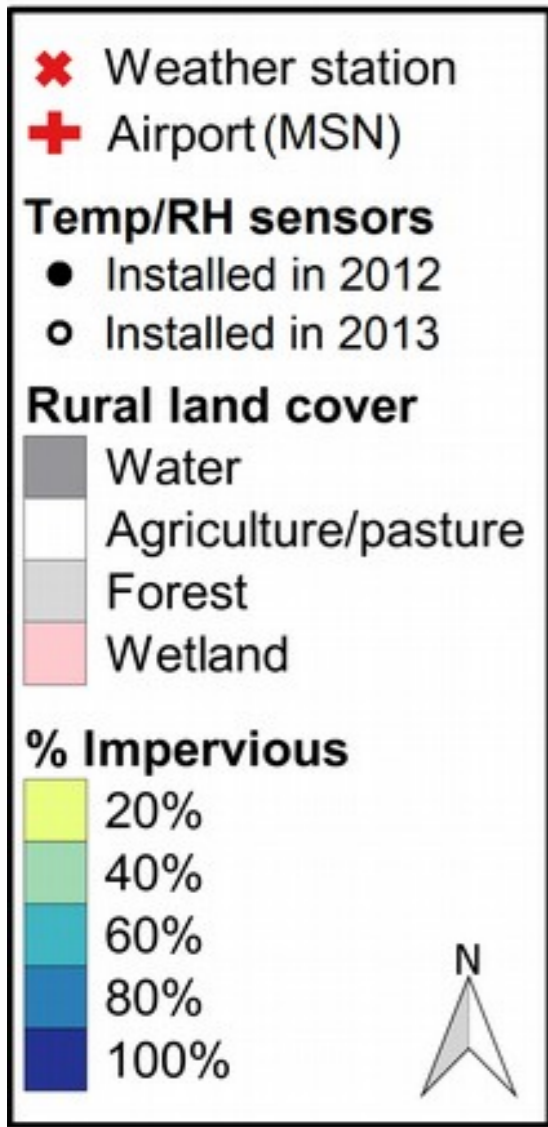 Weather station
Airport (MSN)
Temp/RH sensors
Installed in 2012
Installed in 2013
Rural land cover
Water
Agriculture/pasture
Forest
Wetland
% Impervious
20%
40%
60%
80%
100%
N